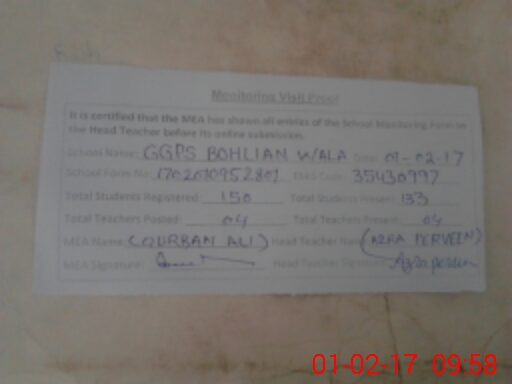 Monitoring Visit Proof
It is certified that the MEA has shown all entries of the School Monitoring Form to
the Head Teacher before its online submission.
School Name: GGPS BOHLIAN WALA Date: 01-02-17
School Form No: EMIS Code: 35430997
Total Students Registered: 150 Total Students Present: 133
Total Teachers Posted: 04 Total Teachers Present: 04
MEA Name: (QURBAN ALI) Head Teacher Name (AZRA PERVEEN)
MEA Signature: Head Teacher Signature: Azra perveen
01-02-17 09:58